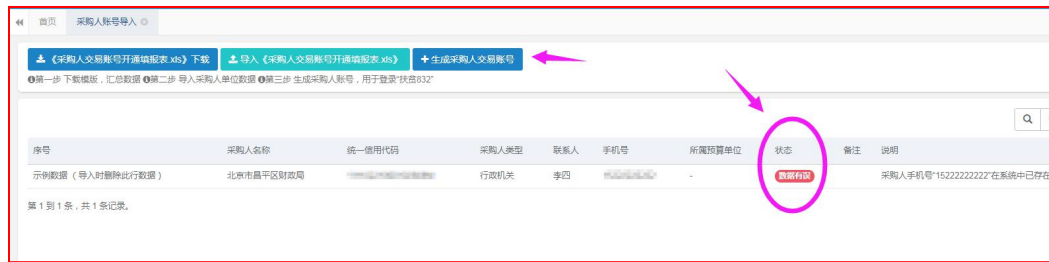 首页 采购人账号导入
《采购人交易账号开通填报表.xls》下载 导入《采购人交易账号开通填报表.xls》 生成采购人交易账号
第一步 下载模版，汇总数据 第二步 导入采购人单位数据 第三步 生成采购人账号，用于登录"扶贫832"
序号 采购人名称 统一信用代码 采购人类型 联系人 手机号 所属预算单位 状态 备注 说明
示例数据（导入时删除此行数据） 北京市昌平区财政局 行政机关 李四 - 数据有误 采购人手机号"15222222222"在系统中已存在
第 1 到 1 条，共 1 条记录。